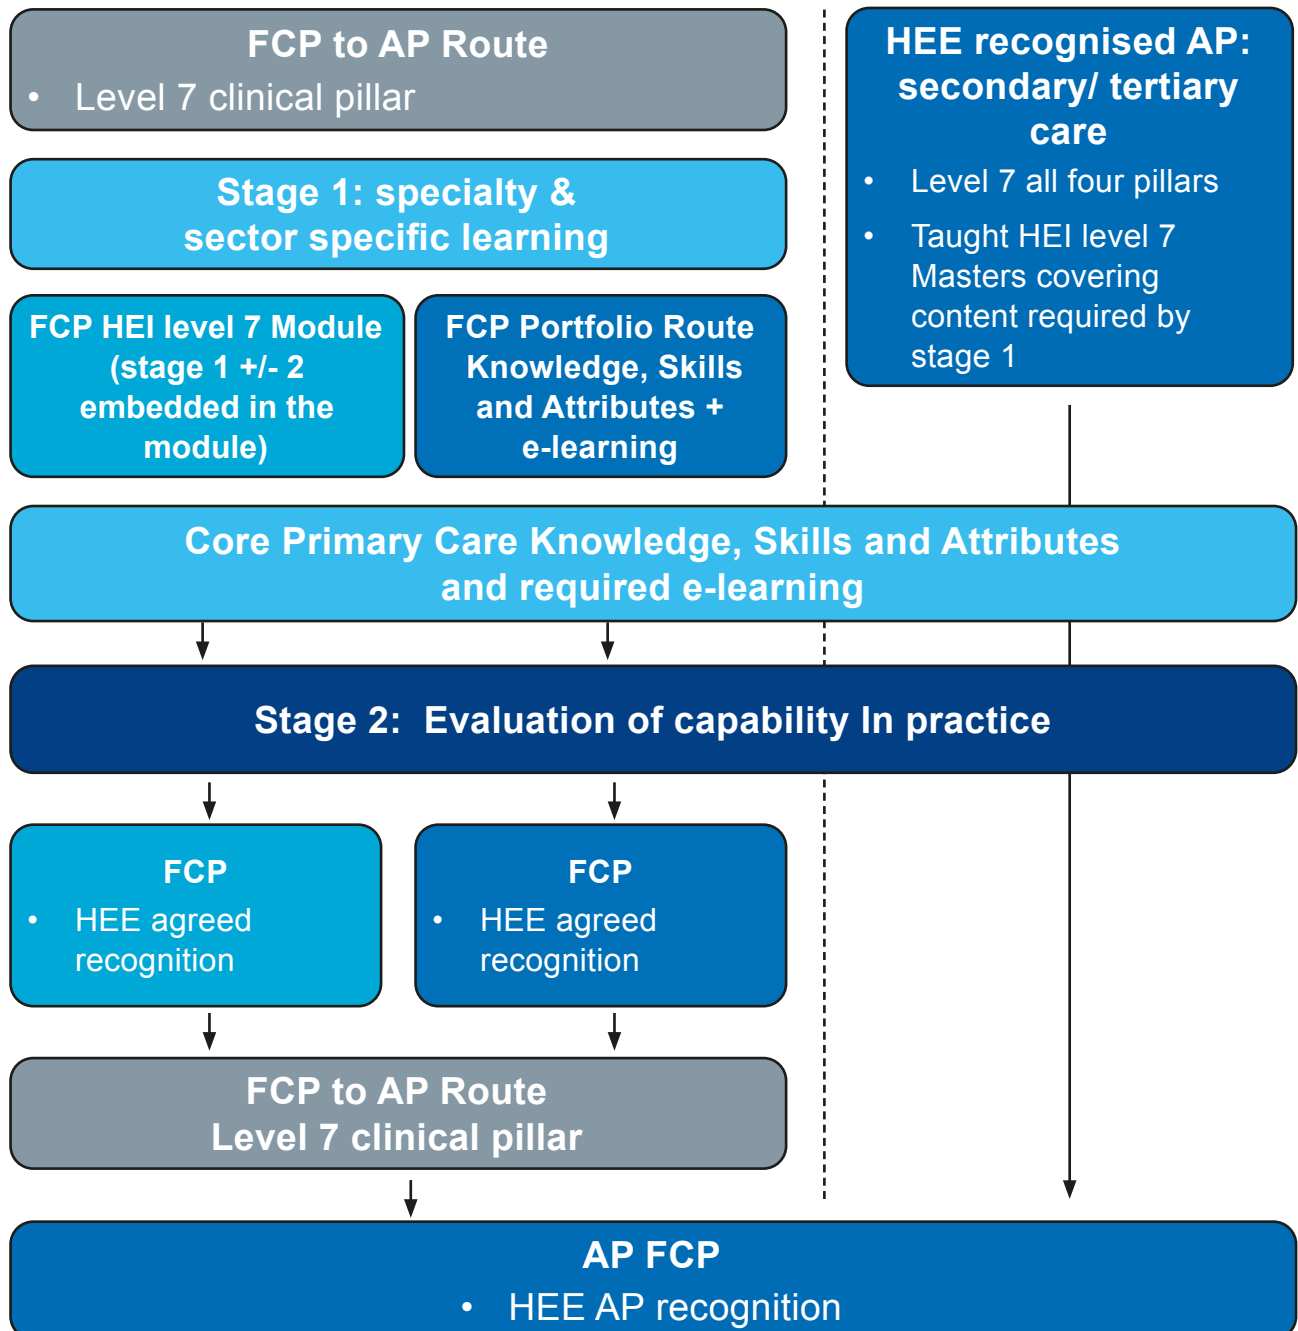 FCP to AP Route
• Level 7 clinical pillar
Stage 1: specialty &
sector specific learning
FCP HEI level 7 Module
(stage 1 +/- 2
embedded in the
module)
FCP Portfolio Route
Knowledge, Skills
and Attributes +
e-learning
HEE recognised AP:
secondary/ tertiary
care
• Level 7 all four pillars
• Taught HEI level 7
Masters covering
content required by
stage 1
Core Primary Care Knowledge, Skills and Attributes
and required e-learning
Stage 2: Evaluation of capability In practice
FCP
• HEE agreed
recognition
FCP
• HEE agreed
recognition
FCP to AP Route
Level 7 clinical pillar
AP FCP
• HEE AP recognition